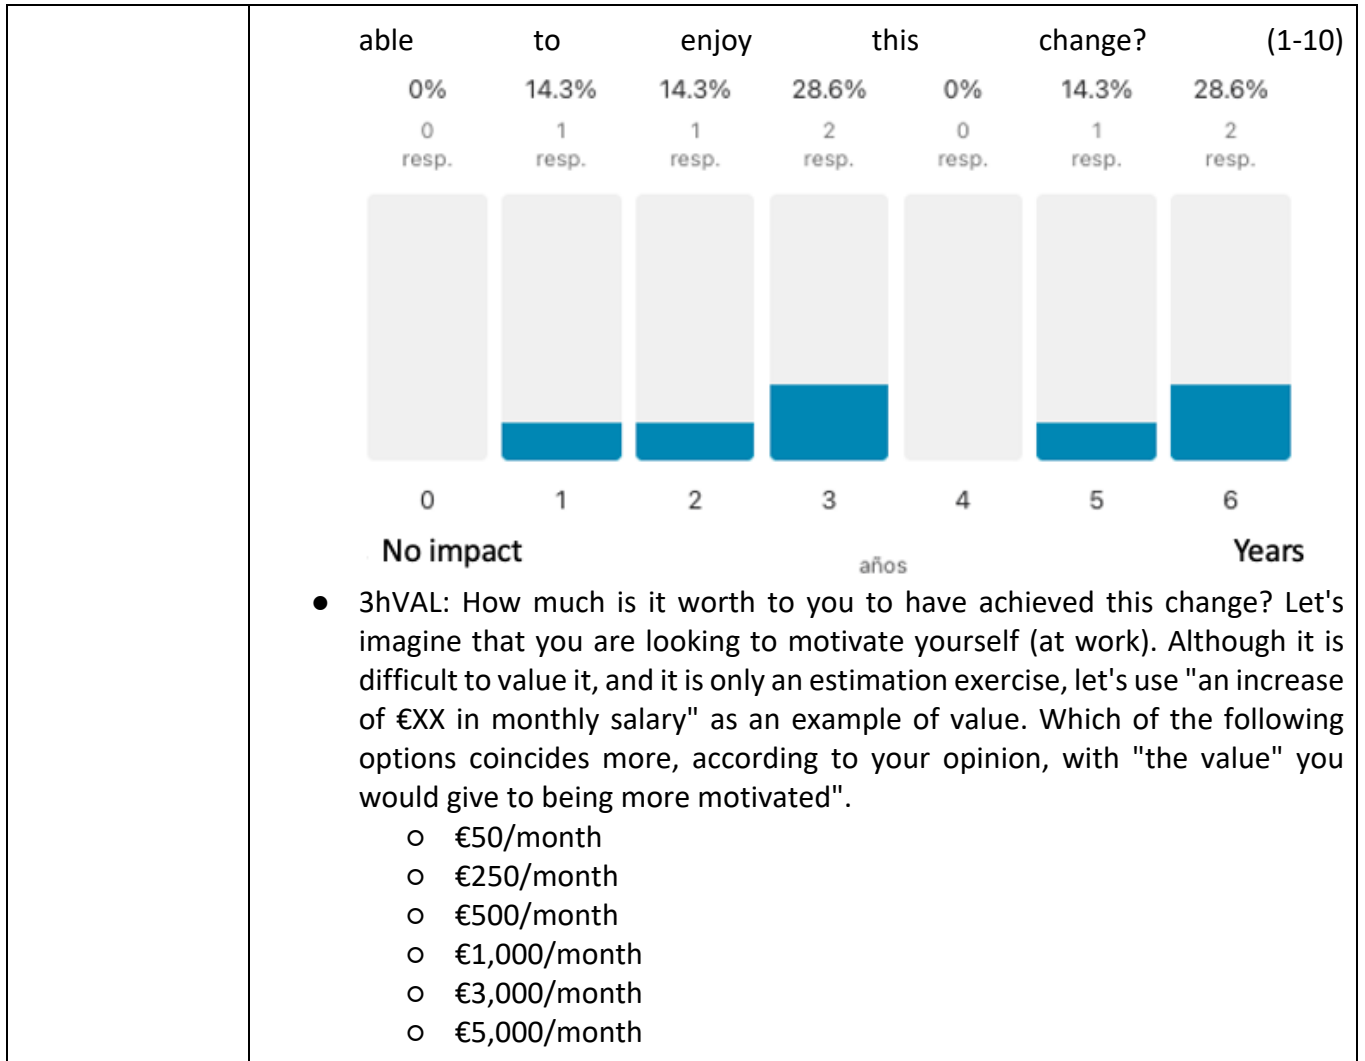 able to enjoy this change? (1-10)
0% 14.3% 14.3% 28.6% 0% 14.3% 28.6%
0 1 1 2 0 1 2
resp. resp. resp. resp. resp. resp. resp.
0 1 2 3 4 5 6
No impact años Years
● 3hVAL: How much is it worth to you to have achieved this change? Let's
imagine that you are looking to motivate yourself (at work). Although it is
difficult to value it, and it is only an estimation exercise, let's use "an increase
of €XX in monthly salary" as an example of value. Which of the following
options coincides more, according to your opinion, with "the value" you
would give to being more motivated".
○ €50/month
○ €250/month
○ €500/month
○ €1,000/month
○ €3,000/month
○ €5,000/month